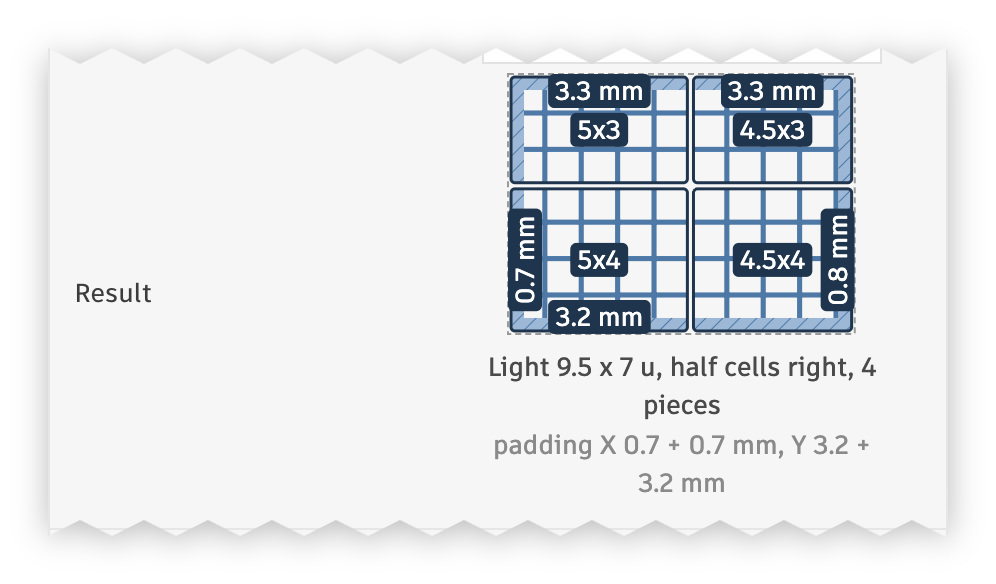 3.3 mm
3.3 mm
5x3
4.5x3
0.7 mm
5x4
4.5x4
0.8 mm
3.2 mm
Result
Light 9.5 x 7 u, half cells right, 4
pieces
padding X 0.7 + 0.7 mm, Y 3.2 +
3.2 mm